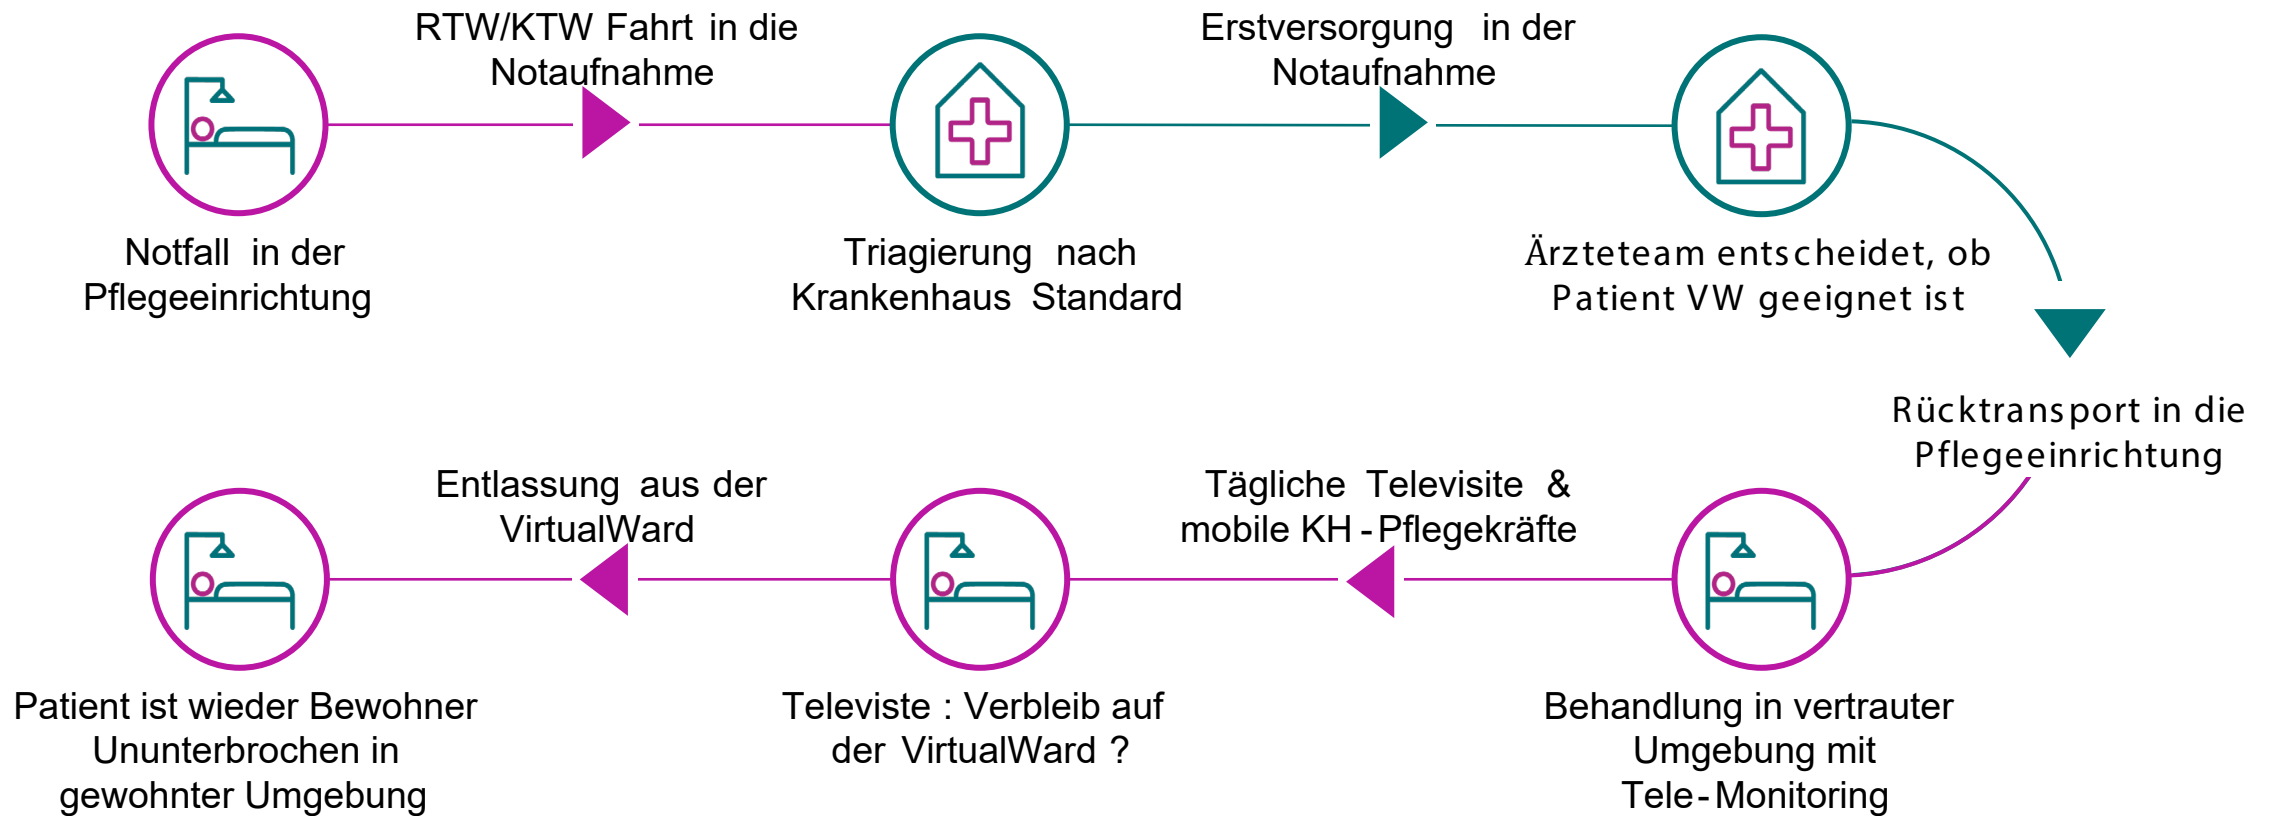 RTW/KTW Fahrt in die
Notaufnahme
Erstversorgung in der
Notaufnahme
Notfall in der
Pflegeeinrichtung
Triagierung nach
Krankenhaus Standard
Ärzteteam entscheidet, ob
Patient VW geeignet ist
Rücktransport in die
Pflegeeinrichtung
Tägliche Televisite &
mobile KH-Pflegekräfte
Entlassung aus der
VirtualWard
Behandlung in vertrauter
Umgebung mit
Tele-Monitoring
Televiste : Verbleib auf
der VirtualWard ?
Patient ist wieder Bewohner
Ununterbrochen in
gewohnter Umgebung